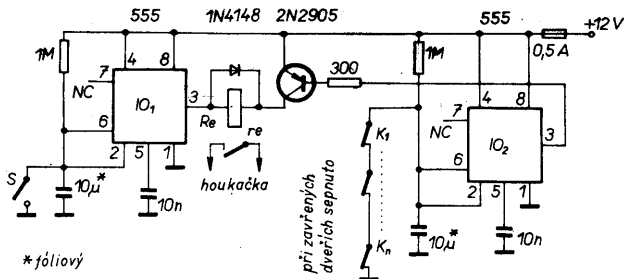 555 1N4148 2N2905 555 +12V
0,5 A
1M 4 8 1M 4 8
300
7 7
NC NC
IO₁ 3 IO₂ 3
6 Re re 6
2 5 1 2 5 1
S houkačka
10µ* 10n
K₁
Kₙ
při zavřených
dveřích sepnuto
10µ* 10n
* fóliový